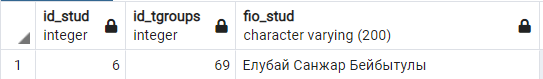 id_stud id_tgroups fio_stud
integer integer character varying (200)
1 6 69 Елубай Санжар Бейбытулы